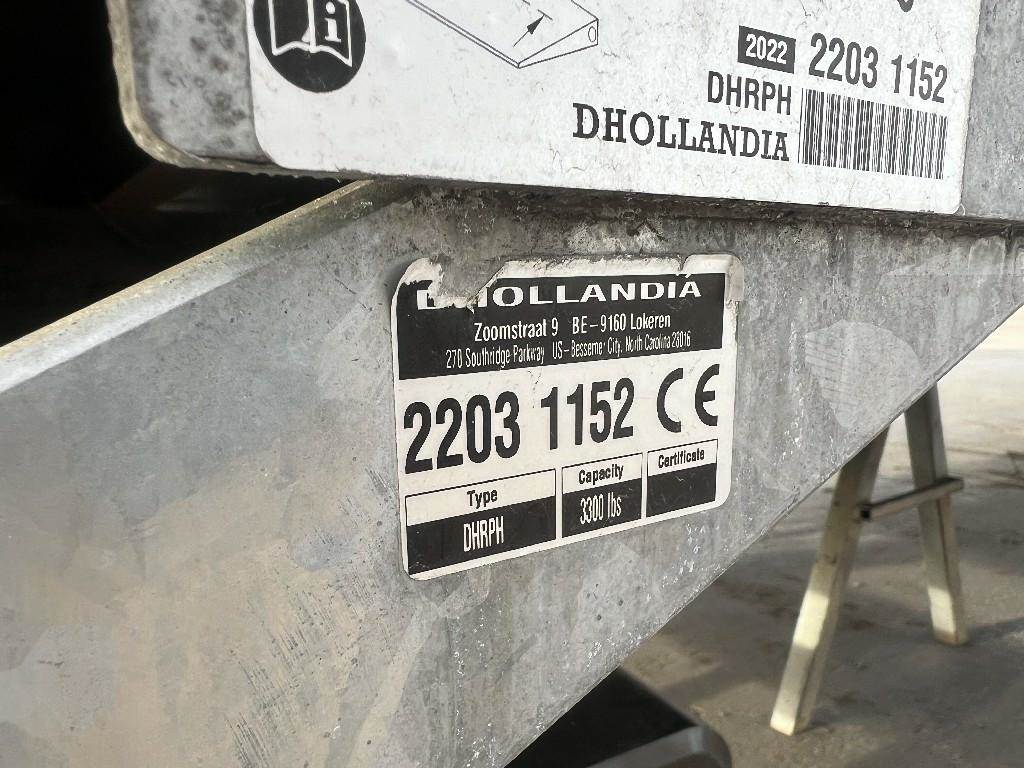 2022 2203 1152
DHRPH
DHOLLANDIA
DHOLLANDIA
Zoomstraat 9 BE-9160 Lokeren
270 Southridge Parkway US-Bessemer City, North Carolina 28016
2203 1152 CE
Type Capacity Certificate
DHRPH 3300 lbs